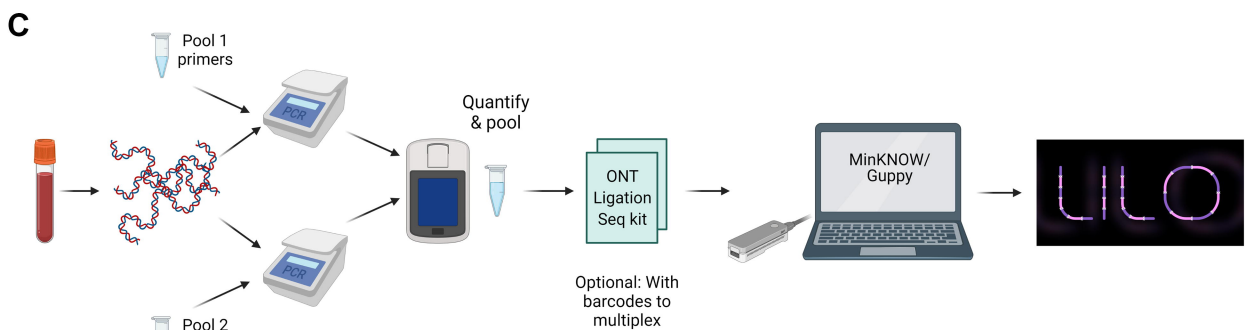 C
Pool 1
primers
PCR
Quantify
& pool
ONT
Ligation
Seq kit
MinKNOW/
Guppy
LILO
PCR
Optional: With
barcodes to
multiplex
Pool 2